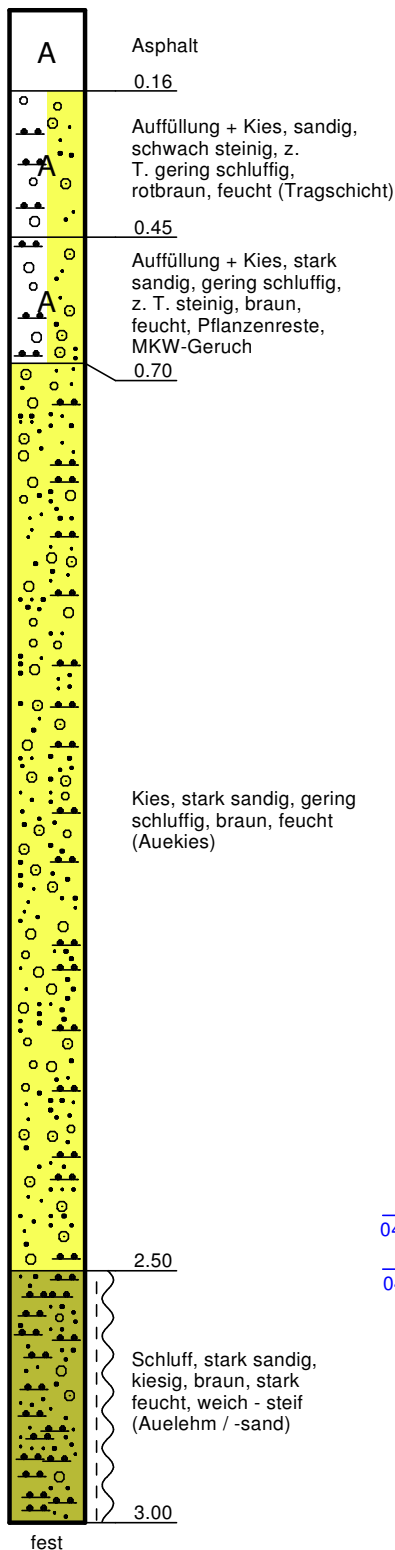 A
Asphalt
0.16
Auffüllung + Kies, sandig,
schwach steinig, z.
T. gering schluffig,
rotbraun, feucht (Tragschicht)
A
0.45
Auffüllung + Kies, stark
sandig, gering schluffig,
z. T. steinig, braun,
feucht, Pflanzenreste,
MKW-Geruch
A
0.70
Kies, stark sandig, gering
schluffig, braun, feucht
(Auekies)
2.50
Schluff, stark sandig,
kiesig, braun, stark
feucht, weich - steif
(Auelehm / -sand)
3.00
fest